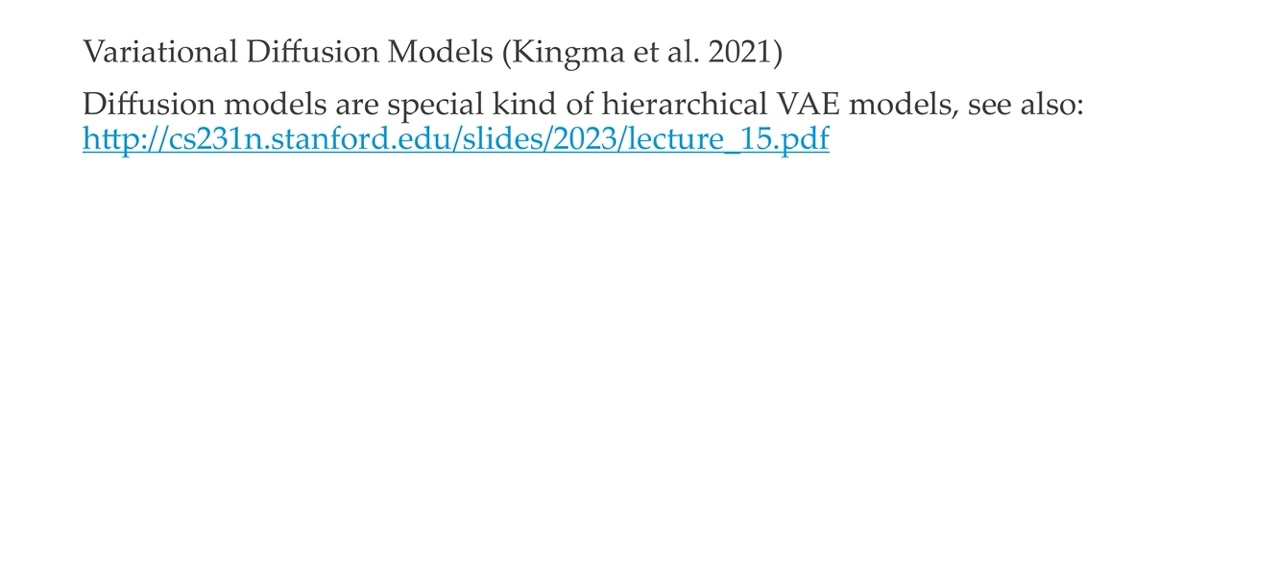 Variational Diffusion Models (Kingma et al. 2021)
Diffusion models are special kind of hierarchical VAE models, see also:
http://cs231n.stanford.edu/slides/2023/lecture_15.pdf